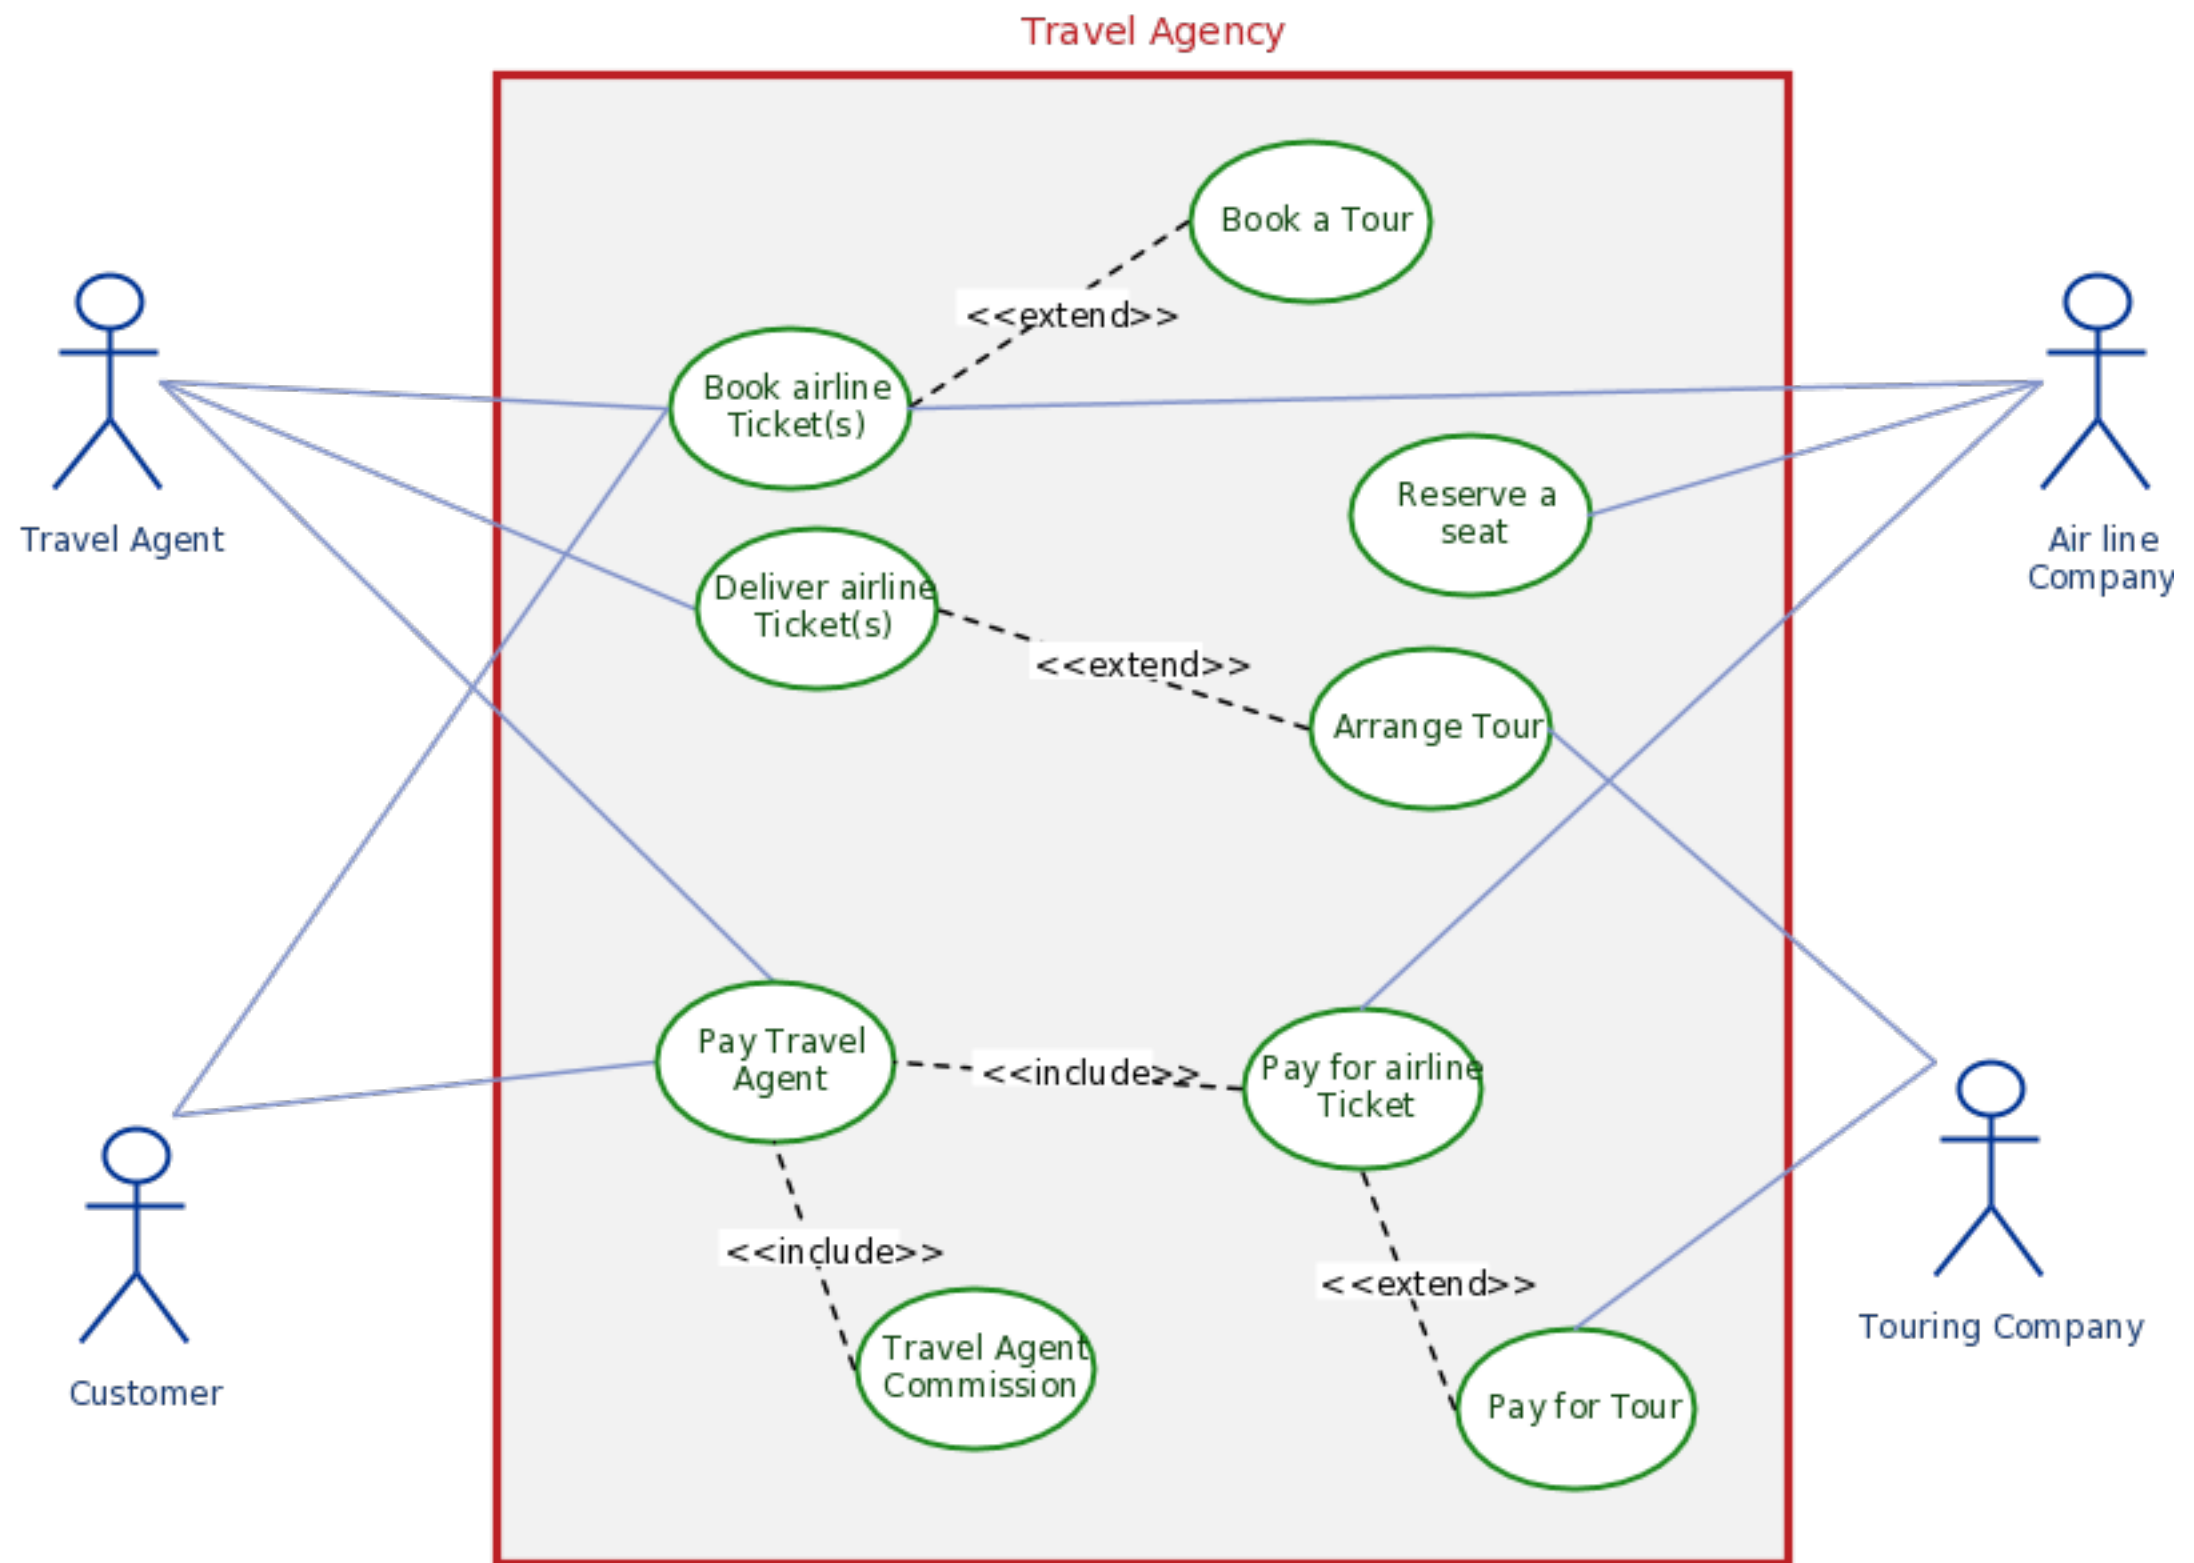 Travel Agency
Book a Tour
<<extend>>
Book airline
Ticket(s)
Travel Agent
Reserve a
seat
Air line
Company
Deliver airline
Ticket(s)
<<extend>>
Arrange Tour
Pay Travel
Agent
<<include>>
Pay for airline
Ticket
<<include>>
<<extend>>
Travel Agent
Commission
Pay for Tour
Customer
Touring Company